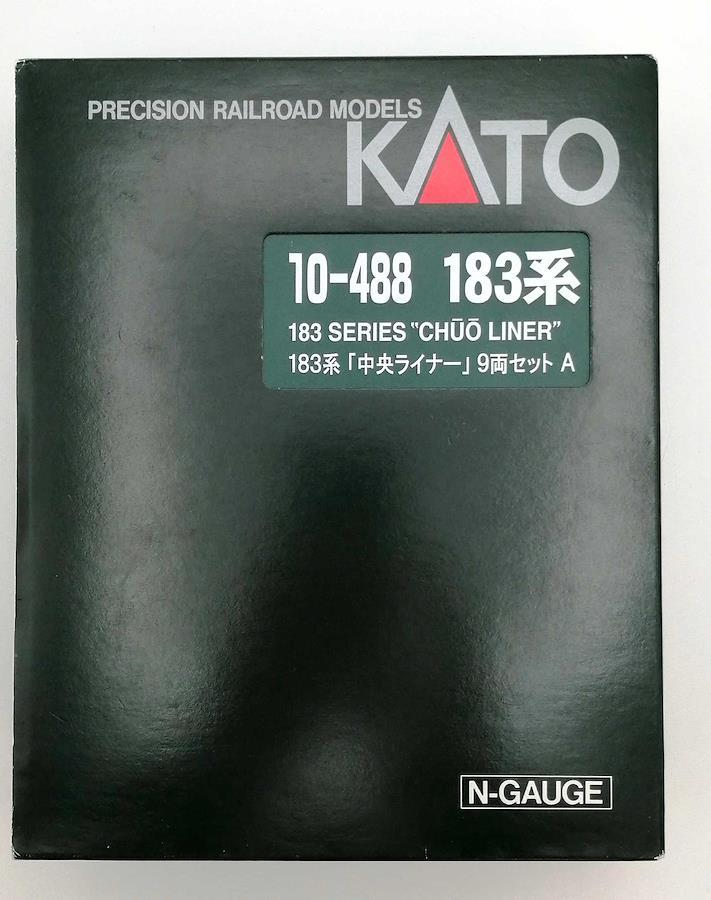 PRECISION RAILROAD MODELS
KATO
10-488 183系
183 SERIES "CHŪŌ LINER"
183系「中央ライナー」9両セット A
N-GAUGE